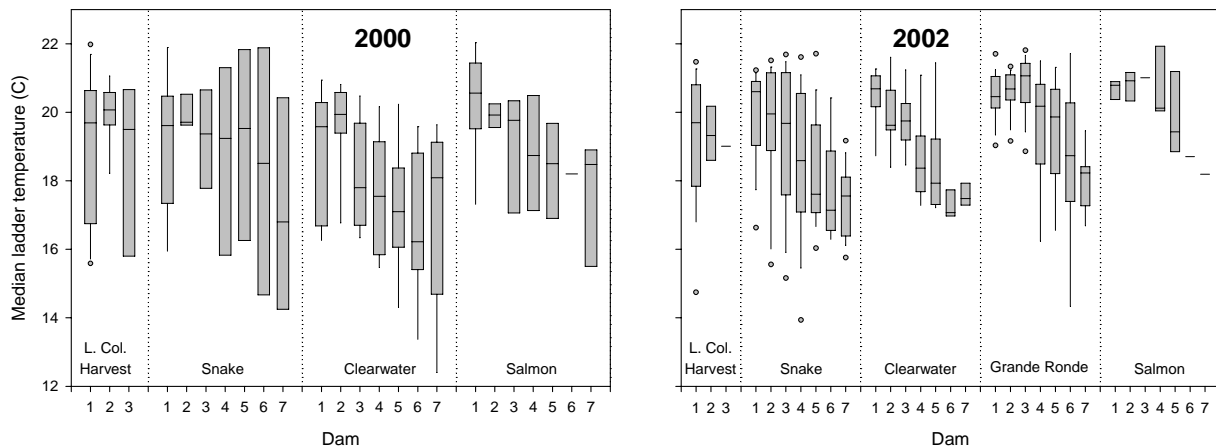 2000
2002
Median ladder temperature (C)
22
20
18
16
14
12
L. Col.
Harvest
Snake
Clearwater
Salmon
L. Col.
Harvest
Snake
Clearwater
Grande Ronde
Salmon
1 2 3 1 2 3 4 5 6 7 1 2 3 4 5 6 7 1 2 3 4 5 6 7
1 2 3 1 2 3 4 5 6 7 1 2 3 4 5 6 7 1 2 3 4 5 6 7 1 2 3 4 5 6 7
Dam
Dam